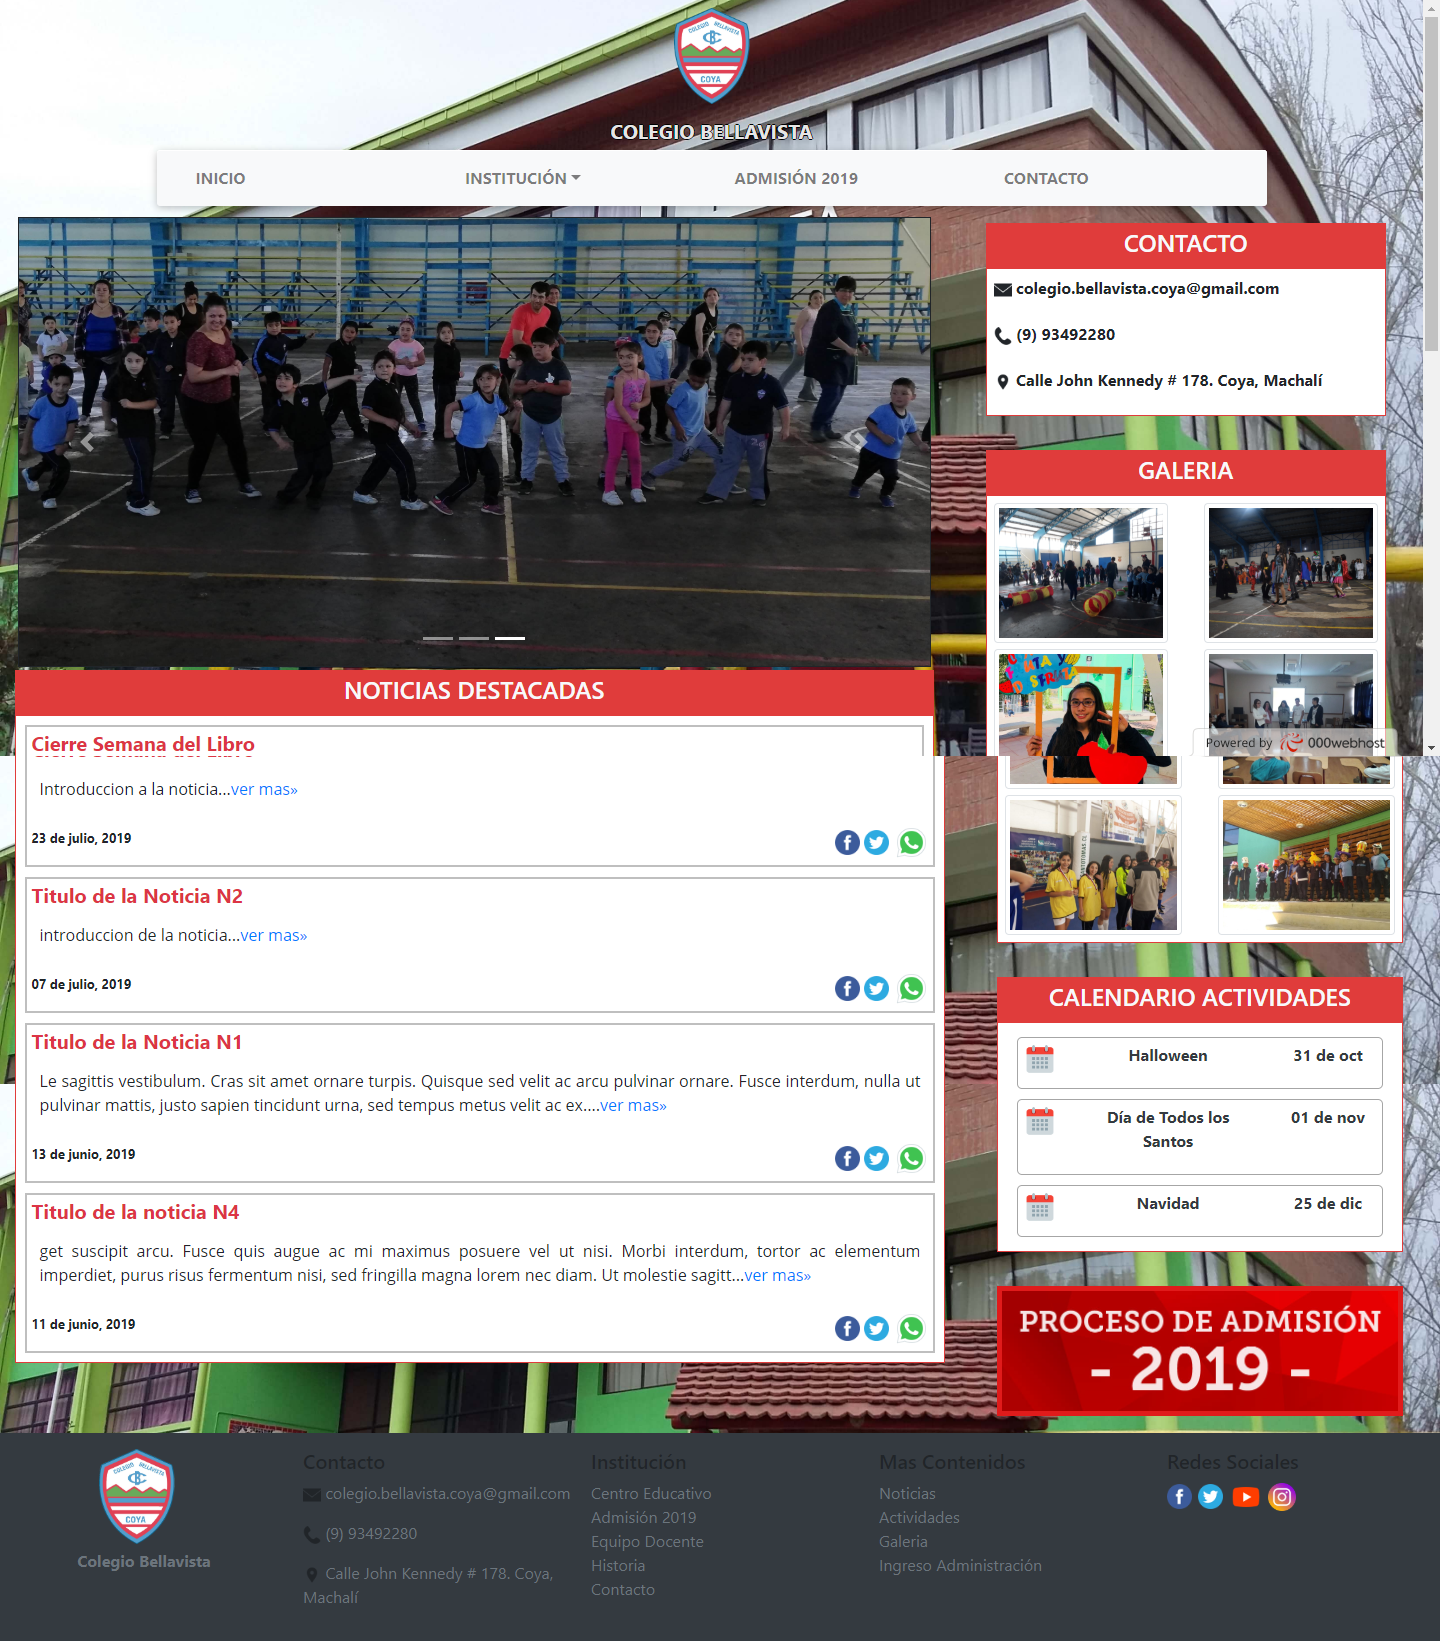 COLEGIO BELLAVISTA
COYA
COLEGIO BELLAVISTA
INICIO
INSTITUCIÓN
ADMISIÓN 2019
CONTACTO
CONTACTO
colegio.bellavista.coya@gmail.com
(9) 93492280
Calle John Kennedy # 178. Coya, Machalí
GALERIA
Powered by 000webhost
NOTICIAS DESTACADAS
Cierre Semana del Libro
Introduccion a la noticia...ver mas»
23 de julio, 2019
Titulo de la Noticia N2
introduccion de la noticia...ver mas»
07 de julio, 2019
Titulo de la Noticia N1
Le sagittis vestibulum. Cras sit amet ornare turpis. Quisque sed velit ac arcu pulvinar ornare. Fusce interdum, nulla ut
pulvinar mattis, justo sapien tincidunt urna, sed tempus metus velit ac ex....ver mas»
13 de junio, 2019
Titulo de la noticia N4
get suscipit arcu. Fusce quis augue ac mi maximus posuere vel ut nisi. Morbi interdum, tortor ac elementum
imperdiet, purus risus fermentum nisi, sed fringilla magna lorem nec diam. Ut molestie sagitt...ver mas»
11 de junio, 2019
CALENDARIO ACTIVIDADES
Halloween 31 de oct
Día de Todos los 01 de nov
Santos
Navidad 25 de dic
PROCESO DE ADMISIÓN
- 2019 -
COLEGIO BELLAVISTA
COYA
Colegio Bellavista
Contacto
colegio.bellavista.coya@gmail.com
(9) 93492280
Calle John Kennedy # 178. Coya,
Machalí
Institución
Centro Educativo
Admisión 2019
Equipo Docente
Historia
Contacto
Mas Contenidos
Noticias
Actividades
Galeria
Ingreso Administración
Redes Sociales